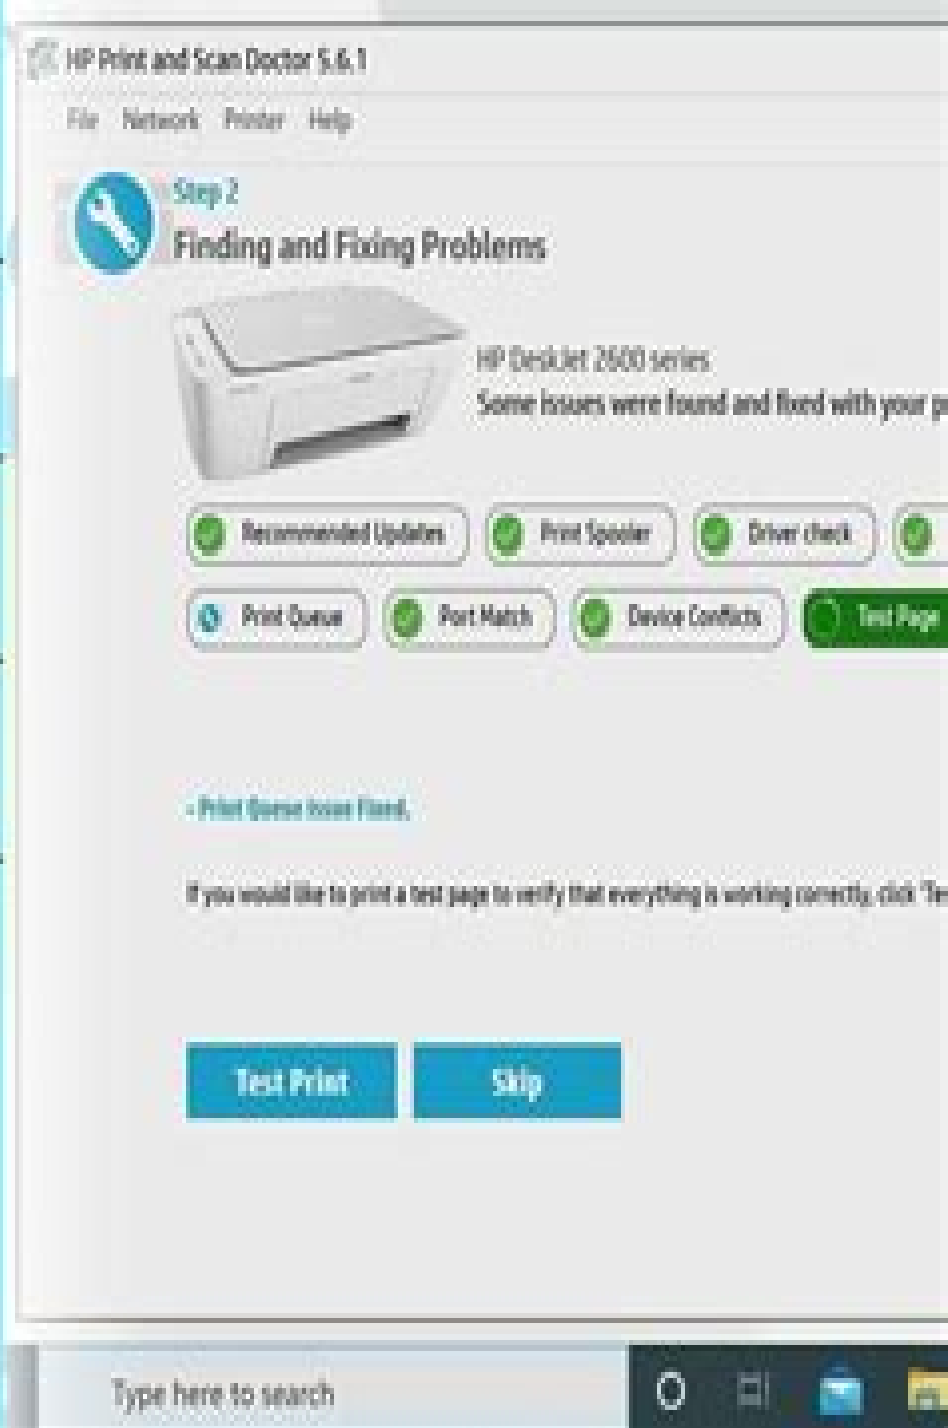 HP Print and Scan Doctor 5.6.1
File Network Printer Help
Step 2
Finding and Fixing Problems
HP DeskJet 2600 series
Some issues were found and fixed with your p
Recommended Updates Print Spooler Driver check
Print Queue Port Match Device Conflicts Test Page
- Print Queue Issue Fixed.
If you would like to print a test page to verify that everything is working correctly, click "Te
Test Print Skip
Type here to search